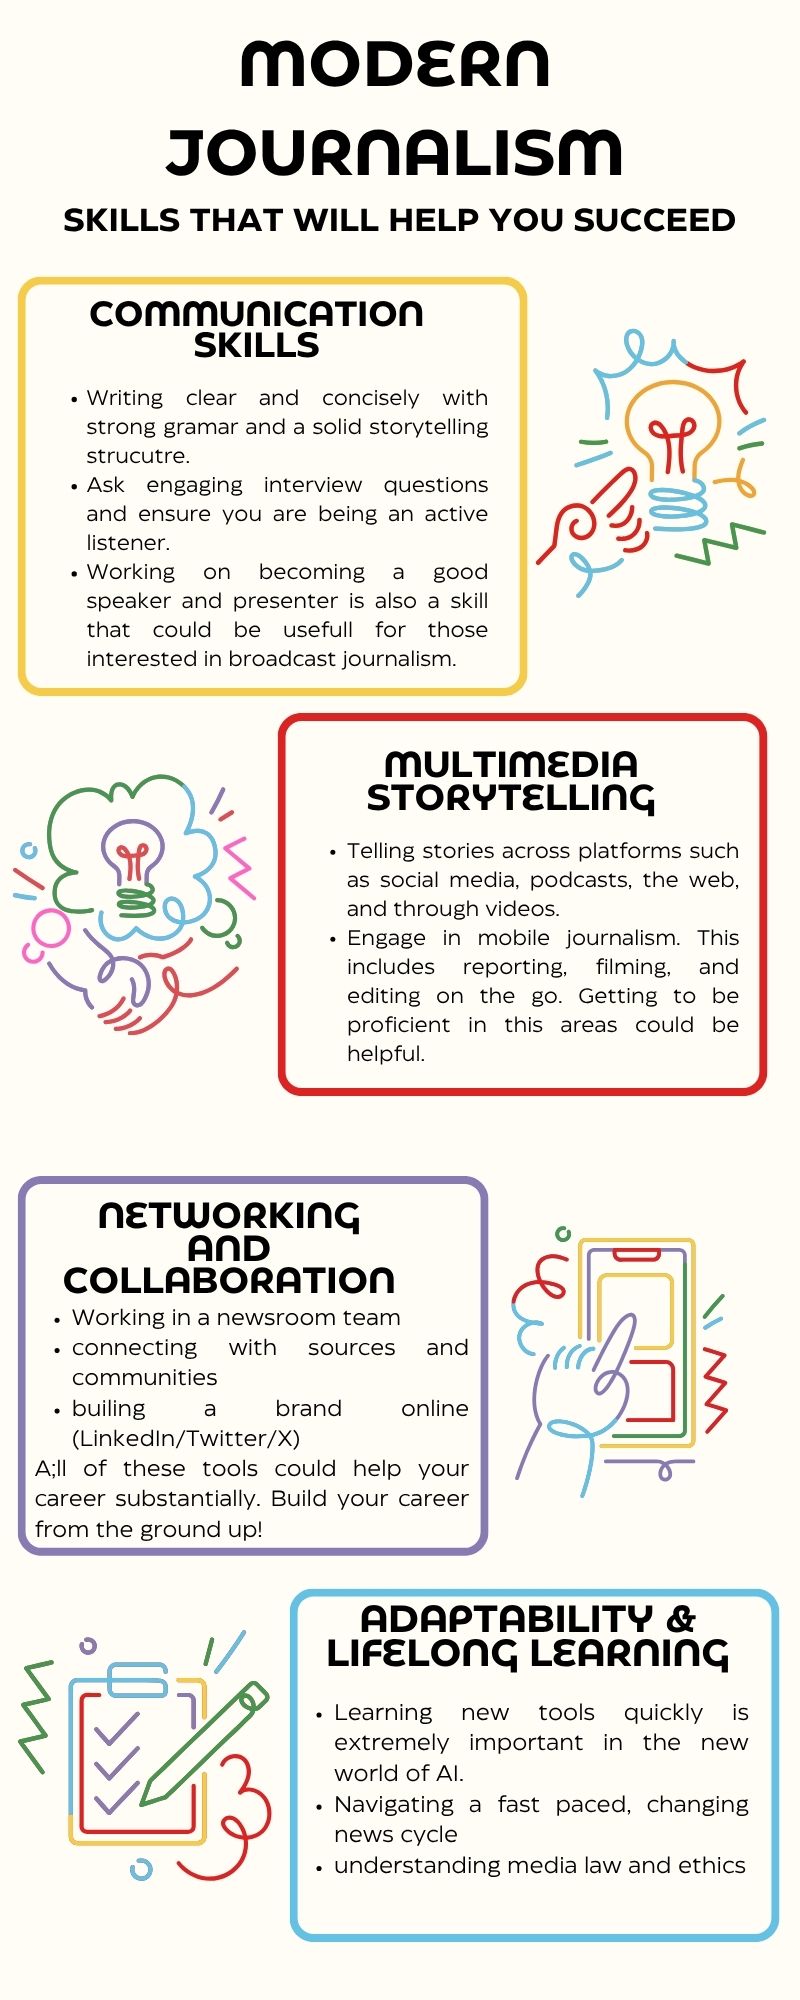 MODERN
JOURNALISM
SKILLS THAT WILL HELP YOU SUCCEED
COMMUNICATION
SKILLS
• Writing clear and concisely with
strong gramar and a solid storytelling
strucutre.
• Ask engaging interview questions
and ensure you are being an active
listener.
• Working on becoming a good
speaker and presenter is also a skill
that could be usefull for those
interested in broadcast journalism.
MULTIMEDIA
STORYTELLING
• Telling stories across platforms such
as social media, podcasts, the web,
and through videos.
• Engage in mobile journalism. This
includes reporting, filming, and
editing on the go. Getting to be
proficient in this areas could be
helpful.
NETWORKING
AND
COLLABORATION
• Working in a newsroom team
• connecting with sources and
communities
• builing a brand online
(LinkedIn/Twitter/X)
A;ll of these tools could help your
career substantially. Build your career
from the ground up!
ADAPTABILITY &
LIFELONG LEARNING
• Learning new tools quickly is
extremely important in the new
world of AI.
• Navigating a fast paced, changing
news cycle
• understanding media law and ethics